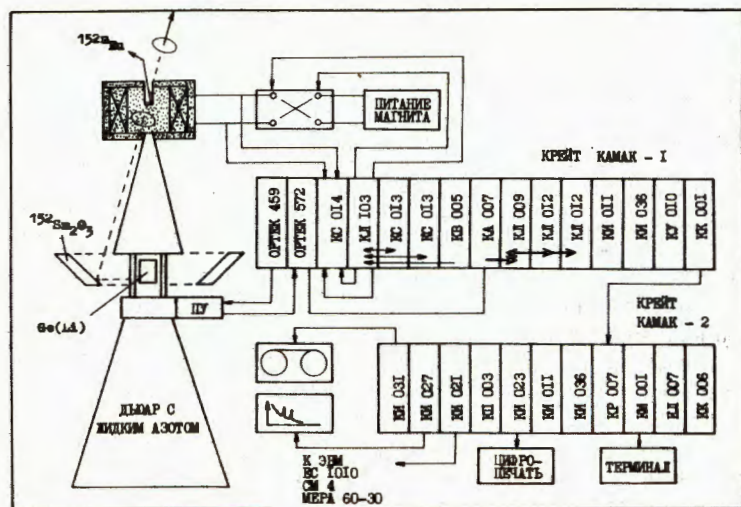 152m Eu
ПИТАНИЕ
МАГНИТА
КРЕЙТ КАМАК - I
152Sm2O3
ОРТЕК 459
ОРТЕК 572
КС 014
КЛ 103
КС 013
КС 013
КВ 005
КА 007
КЛ 009
КЛ 012
КЛ 012
КИ 011
КИ 036
КУ 010
КК 001
Ge(Li)
ПУ
КРЕЙТ
КАМАК - 2
КИ 031
КИ 027
КИ 021
КП 003
КИ 023
КИ 011
КИ 036
КР 007
КМ 001
КЛ 007
КК 006
ДЬЮАР С
ЖИДКИМ АЗОТОМ
К ЭВМ
ЕС 1010
СМ 4
МЕРА 60-30
ЦИФРО-
ПЕЧАТЬ
ТЕРМИНАЛ